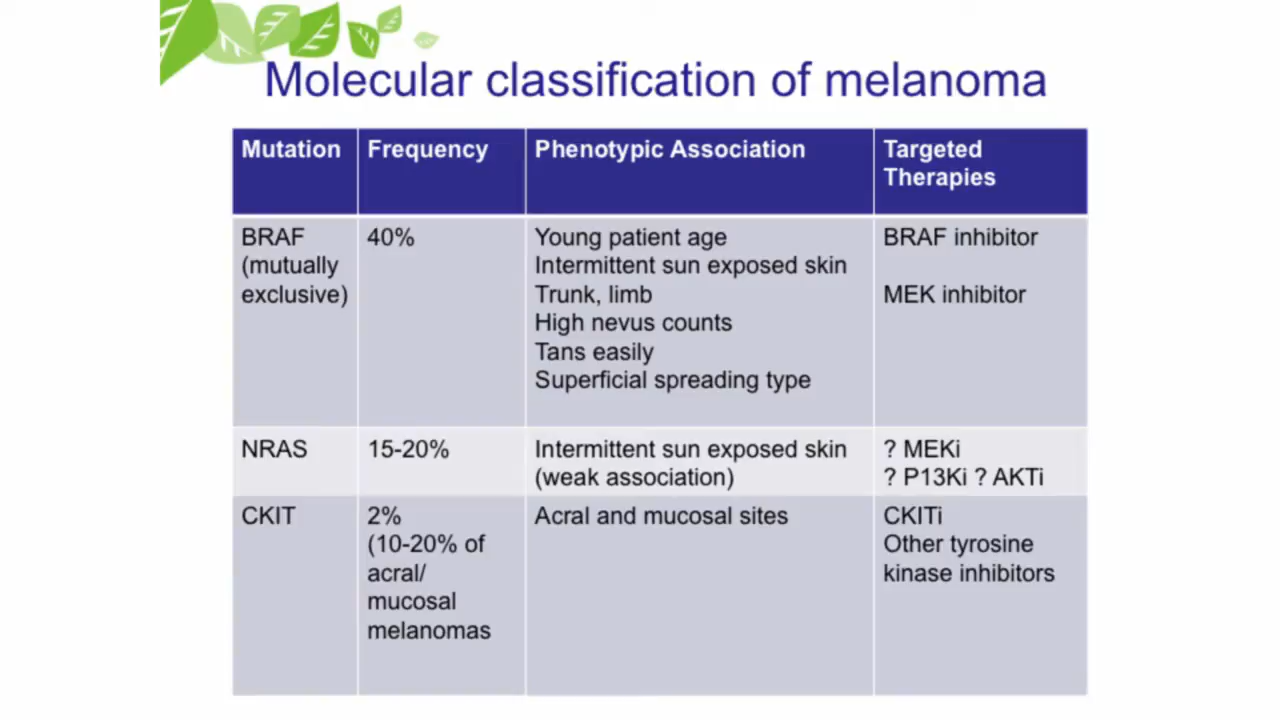 Molecular classification of melanoma
Mutation
Frequency
Phenotypic Association
Targeted
Therapies
BRAF
(mutually
exclusive)
40%
Young patient age
Intermittent sun exposed skin
Trunk, limb
High nevus counts
Tans easily
Superficial spreading type
BRAF inhibitor
MEK inhibitor
NRAS
15-20%
Intermittent sun exposed skin
(weak association)
? MEKi
? P13Ki ? AKTi
CKIT
2%
(10-20% of
acral/
mucosal
melanomas
Acral and mucosal sites
CKITi
Other tyrosine
kinase inhibitors